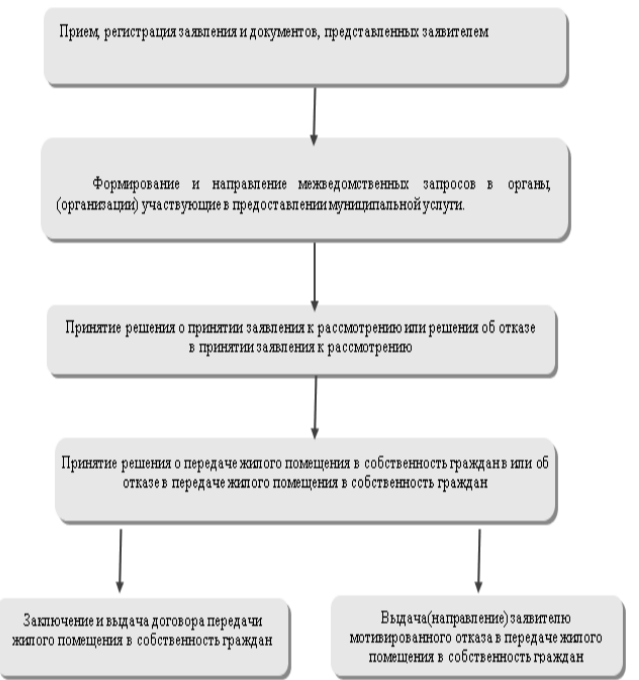 Прием, регистрация заявления и документов, представленных заявителем
Формирование и направление межведомственных запросов в органы,
(организации) участвующие в предоставлении муниципальной услуги.
Принятие решения о принятии заявления к рассмотрению или решения об отказе
в принятии заявления к рассмотрению
Принятие решения о передаче жилого помещения в собственность граждан в или об
отказе в передаче жилого помещения в собственность граждан
Заключение и выдача договора передачи
жилого помещения в собственность граждан
Выдача(направление) заявителю
мотивированного отказа в передаче жилого
помещения в собственность граждан